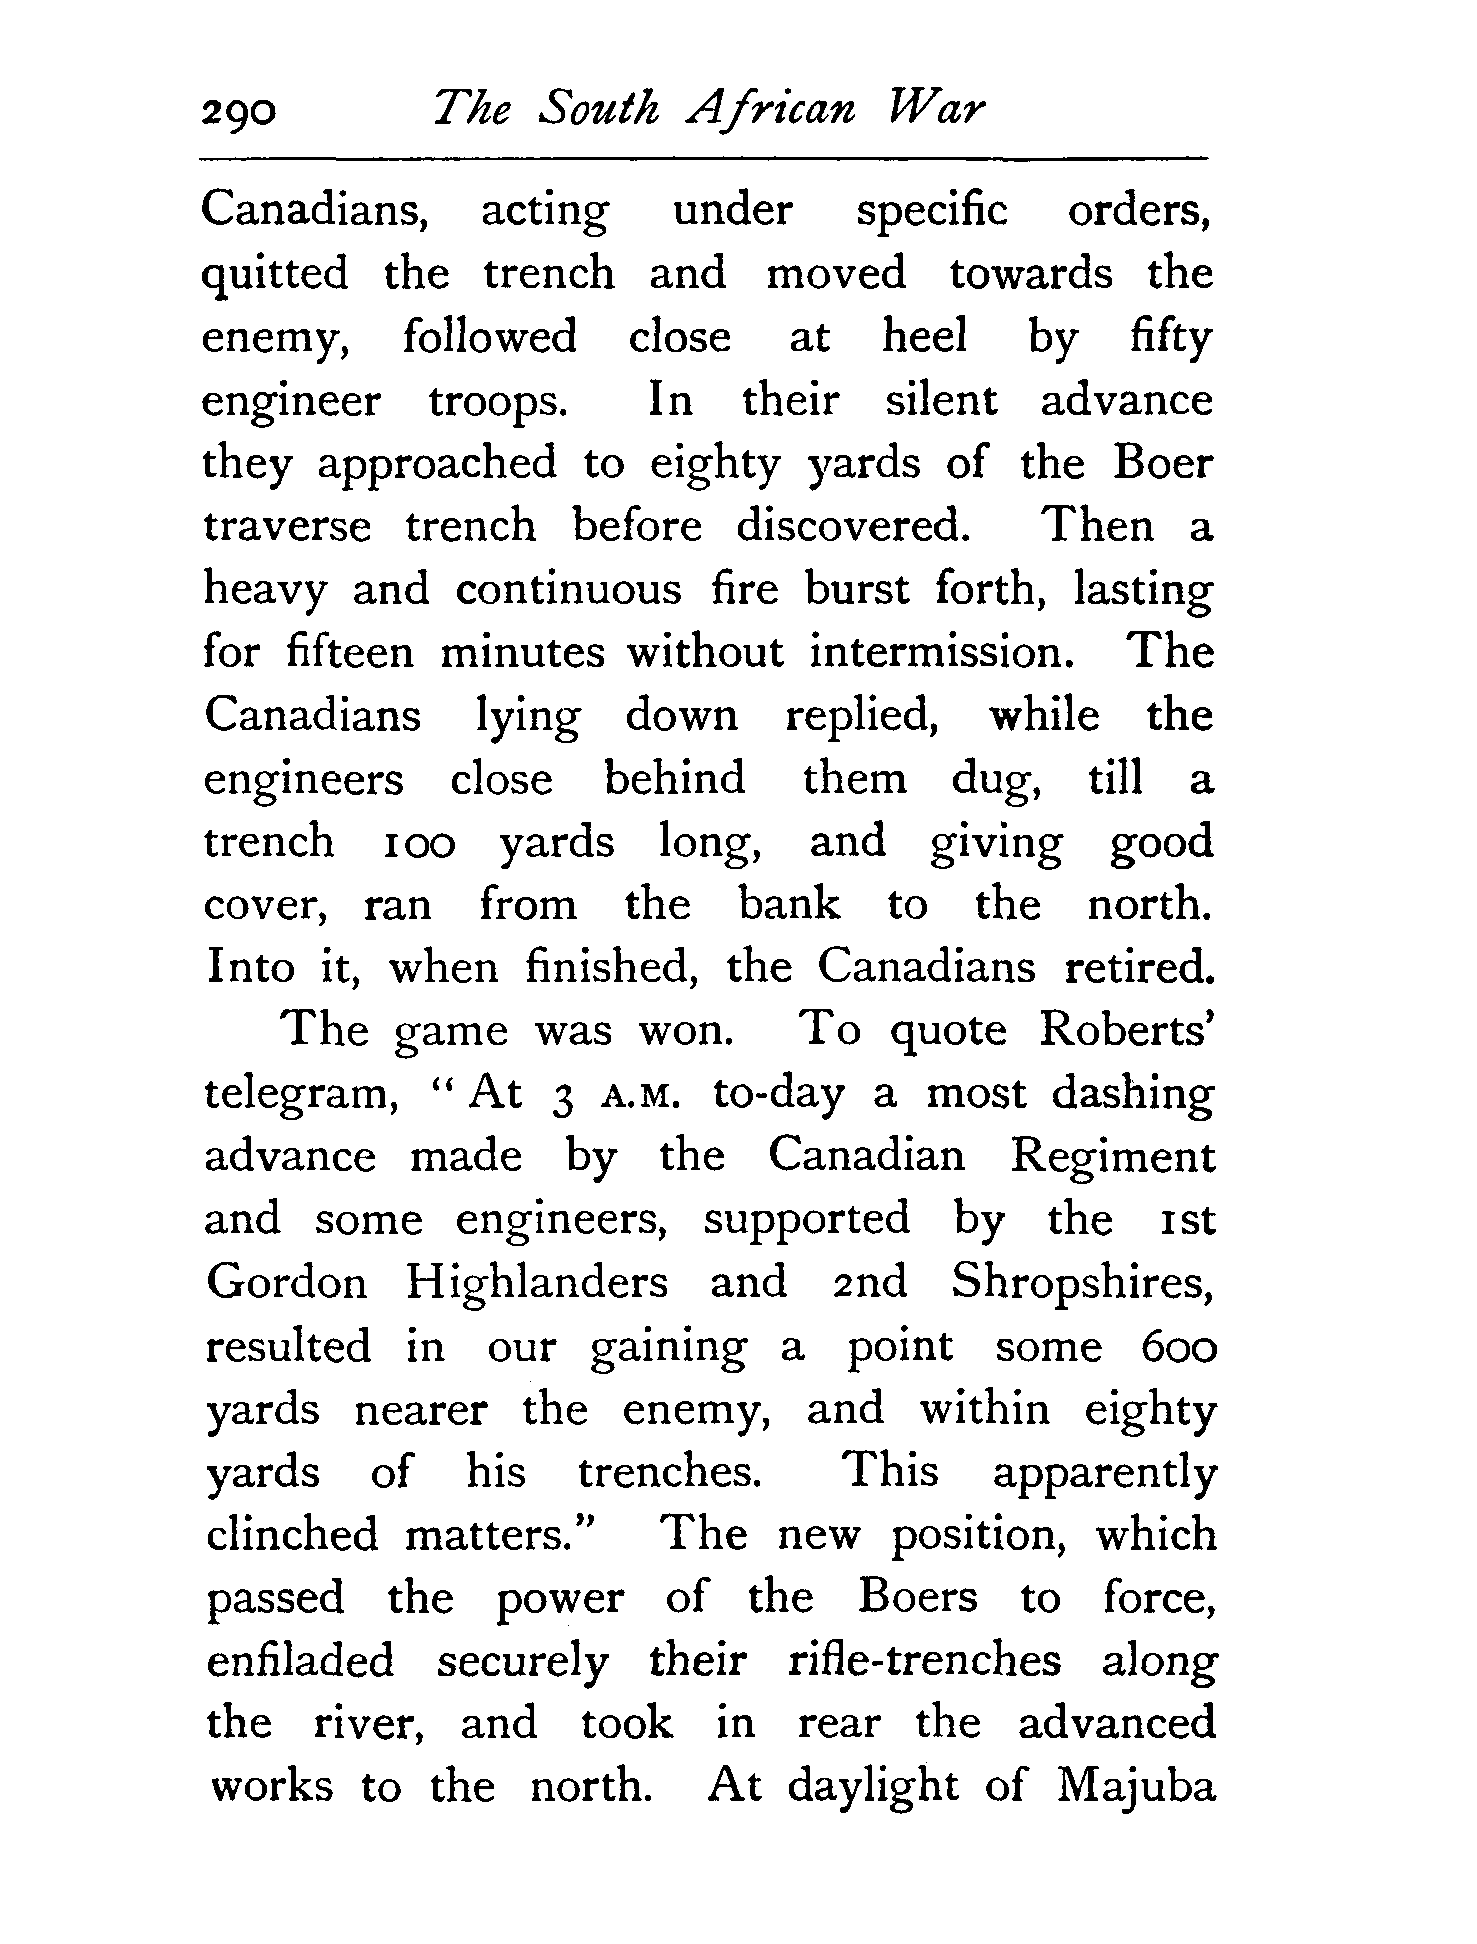 290 The South African War
Canadians, acting under specific orders,
quitted the trench and moved towards the
enemy, followed close at heel by fifty
engineer troops. In their silent advance
they approached to eighty yards of the Boer
traverse trench before discovered. Then a
heavy and continuous fire burst forth, lasting
for fifteen minutes without intermission. The
Canadians lying down replied, while the
engineers close behind them dug, till a
trench 100 yards long, and giving good
cover, ran from the bank to the north.
Into it, when finished, the Canadians retired.
The game was won. To quote Roberts’
telegram, “At 3 A.M. to-day a most dashing
advance made by the Canadian Regiment
and some engineers, supported by the 1st
Gordon Highlanders and 2nd Shropshires,
resulted in our gaining a point some 600
yards nearer the enemy, and within eighty
yards of his trenches. This apparently
clinched matters.” The new position, which
passed the power of the Boers to force,
enfiladed securely their rifle-trenches along
the river, and took in rear the advanced
works to the north. At daylight of Majuba